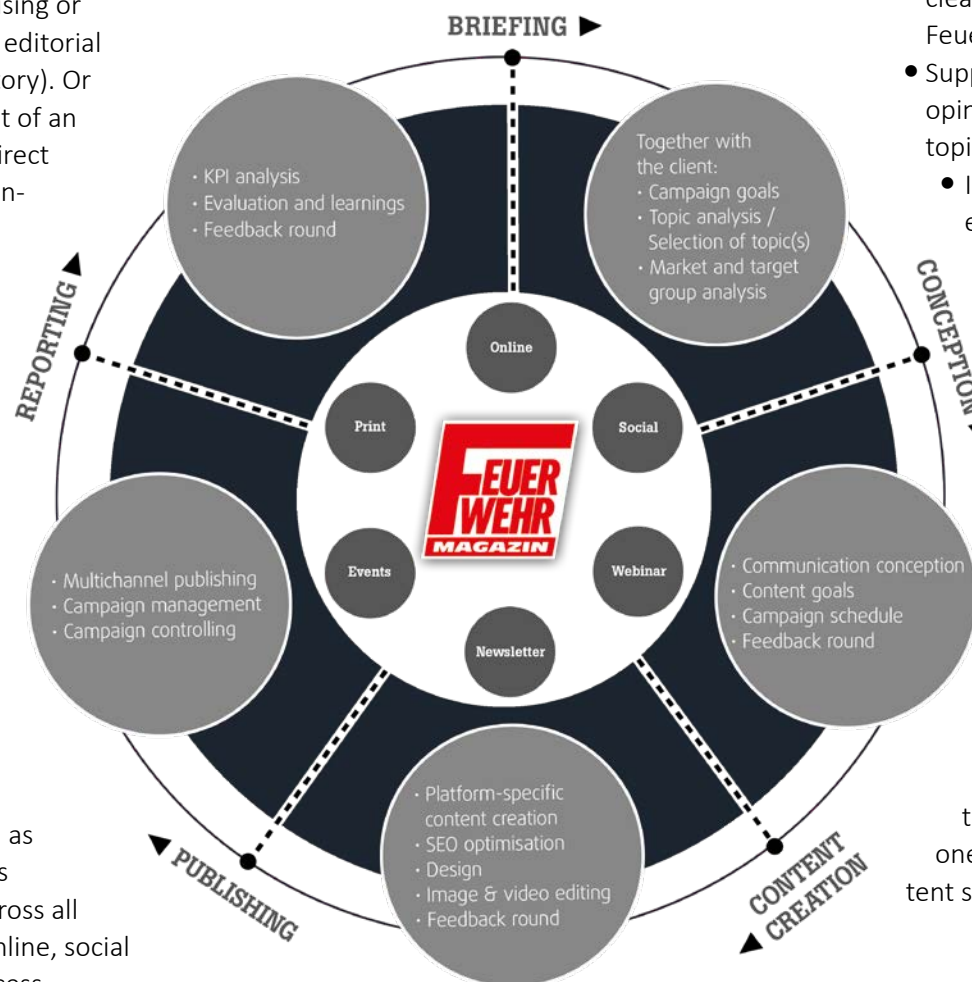 sing or
editorial
tory). Or
t of an
irect
n-
BRIEFING
clea
Feue
• Supp
opin
topi
• I
e
· KPI analysis
· Evaluation and learnings
· Feedback round
Together with
the client:
· Campaign goals
· Topic analysis /
Selection of topic(s)
· Market and target
group analysis
REPORTING
CONCEPTION
Online
Print
Social
FEUER
WEHR
MAGAZIN
Events
Webinar
Newsletter
· Multichannel publishing
· Campaign management
· Campaign controlling
· Communication conception
· Content goals
· Campaign schedule
· Feedback round
· Platform-specific
content creation
· SEO optimisation
· Design
· Image & video editing
· Feedback round
PUBLISHING
CONTENT
CREATION
as
s
ross all
nline, social
t
one
tent s